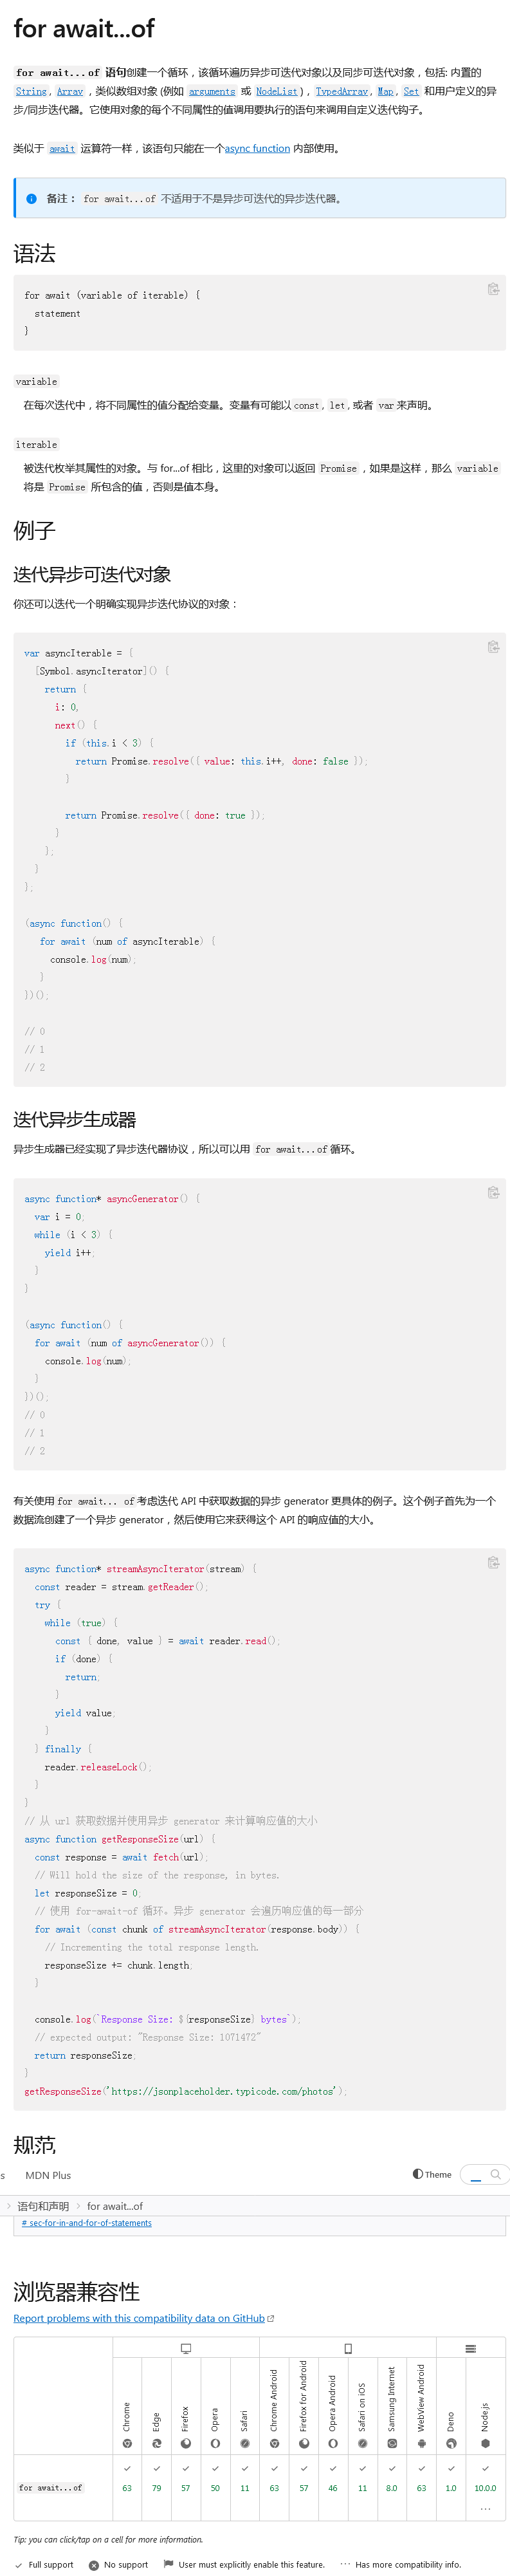 for await...of
for await...of 语句创建一个循环，该循环遍历异步可迭代对象以及同步可迭代对象，包括: 内置的
String, Array，类似数组对象 (例如 arguments 或 NodeList)，TypedArray, Map, Set 和用户定义的异
步/同步迭代器。它使用对象的每个不同属性的值调用要执行的语句来调用自定义迭代钩子。
类似于 await 运算符一样，该语句只能在一个async function 内部使用。
备注： for await...of 不适用于不是异步可迭代的异步迭代器。
语法
for await (variable of iterable) {
  statement
}
variable
在每次迭代中，将不同属性的值分配给变量。变量有可能以const, let, 或者 var来声明。
iterable
被迭代枚举其属性的对象。与 for...of 相比，这里的对象可以返回 Promise，如果是这样，那么 variable
将是 Promise 所包含的值，否则是值本身。
例子
迭代异步可迭代对象
你还可以迭代一个明确实现异步迭代协议的对象：
var asyncIterable = {
  [Symbol.asyncIterator]() {
    return {
      i: 0,
      next() {
        if (this.i < 3) {
          return Promise.resolve({ value: this.i++, done: false });
        }
        return Promise.resolve({ done: true });
      }
    };
  }
};
(async function() {
   for await (num of asyncIterable) {
     console.log(num);
   }
})();
// 0
// 1
// 2
迭代异步生成器
异步生成器已经实现了异步迭代器协议，所以可以用 for await...of循环。
async function* asyncGenerator() {
  var i = 0;
  while (i < 3) {
    yield i++;
  }
}
(async function() {
  for await (num of asyncGenerator()) {
    console.log(num);
  }
})();
// 0
// 1
// 2
有关使用for await... of考虑迭代 API 中获取数据的异步 generator 更具体的例子。这个例子首先为一个
数据流创建了一个异步 generator，然后使用它来获得这个 API 的响应值的大小。
async function* streamAsyncIterator(stream) {
  const reader = stream.getReader();
  try {
    while (true) {
      const { done, value } = await reader.read();
      if (done) {
        return;
      }
      yield value;
    }
  } finally {
    reader.releaseLock();
  }
}
// 从 url 获取数据并使用异步 generator 来计算响应值的大小
async function getResponseSize(url) {
  const response = await fetch(url);
  // Will hold the size of the response, in bytes.
  let responseSize = 0;
  // 使用 for-await-of 循环。异步 generator 会遍历响应值的每一部分
  for await (const chunk of streamAsyncIterator(response.body)) {
    // Incrementing the total response length.
    responseSize += chunk.length;
  }
  console.log(`Response Size: ${responseSize} bytes`);
  // expected output: "Response Size: 1071472"
  return responseSize;
}
getResponseSize('https://jsonplaceholder.typicode.com/photos');
规范
s MDN Plus Theme
语句和声明 for await...of
# sec-for-in-and-for-of-statements
浏览器兼容性
Report problems with this compatibility data on GitHub
Chrome Edge Firefox Opera Safari Chrome Android Firefox for Android Opera Android Safari on iOS Samsung Internet WebView Android Deno Node.js
for await...of 63 79 57 50 11 63 57 46 11 8.0 63 1.0 10.0.0
...
Tip: you can click/tap on a cell for more information.
Full support No support User must explicitly enable this feature. ... Has more compatibility info.